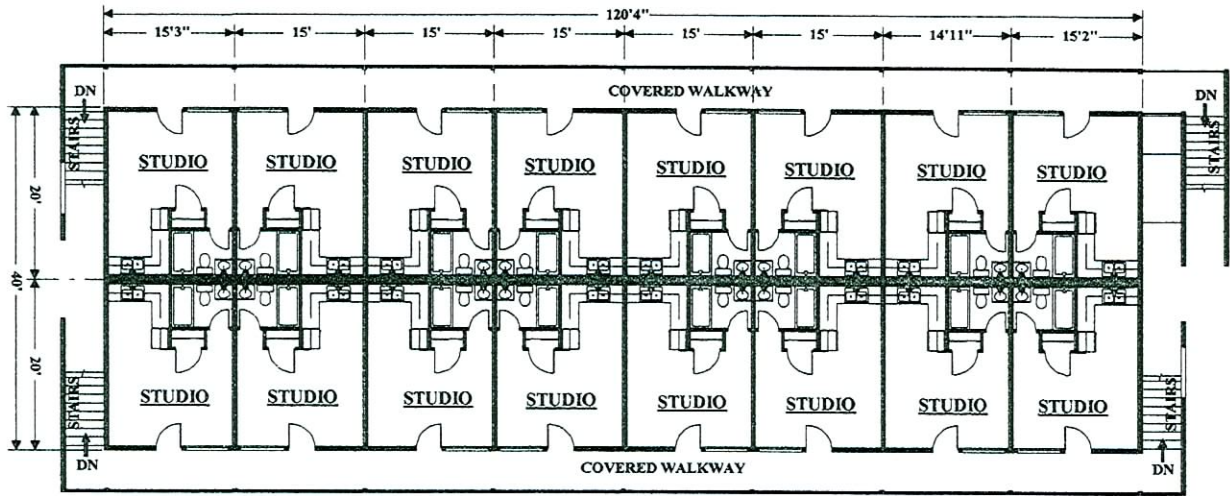 120'4"
15'3" 15' 15' 15' 15' 15' 14'11" 15'2"
COVERED WALKWAY
DN
DN
STAIRS
STAIRS
20'
STUDIO STUDIO STUDIO STUDIO STUDIO STUDIO STUDIO STUDIO
40'
20'
STUDIO STUDIO STUDIO STUDIO STUDIO STUDIO STUDIO STUDIO
STAIRS
STAIRS
DN
DN
COVERED WALKWAY